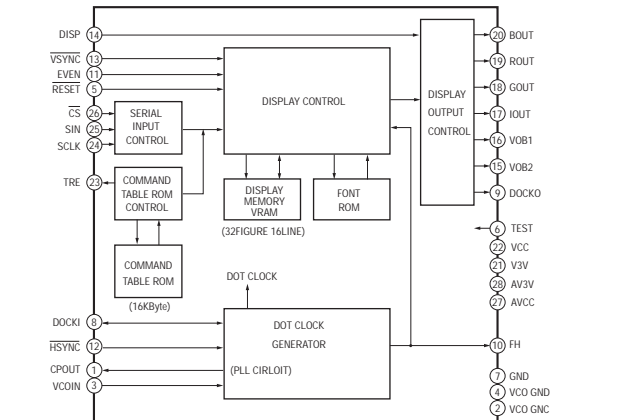 DISP 14
VSYNC 13
EVEN 11
RESET 5
CS 26
SIN 25
SCLK 24
TRE 23
DOCKI 8
HSYNC 12
CPOUT 1
VCOIN 3
SERIAL
INPUT
CONTROL
COMMAND
TABLE ROM
CONTROL
COMMAND
TABLE ROM
(16KByte)
DISPLAY CONTROL
DISPLAY
MEMORY
VRAM
(32FIGURE 16LINE)
FONT
ROM
DOT CLOCK
DOT CLOCK
GENERATOR
(PLL CIRLOIT)
DISPLAY
OUTPUT
CONTROL
20 BOUT
19 ROUT
18 GOUT
17 IOUT
16 VOB1
15 VOB2
9 DOCKO
6 TEST
22 VCC
21 V3V
28 AV3V
27 AVCC
10 FH
7 GND
4 VCO GND
2 VCO GNC